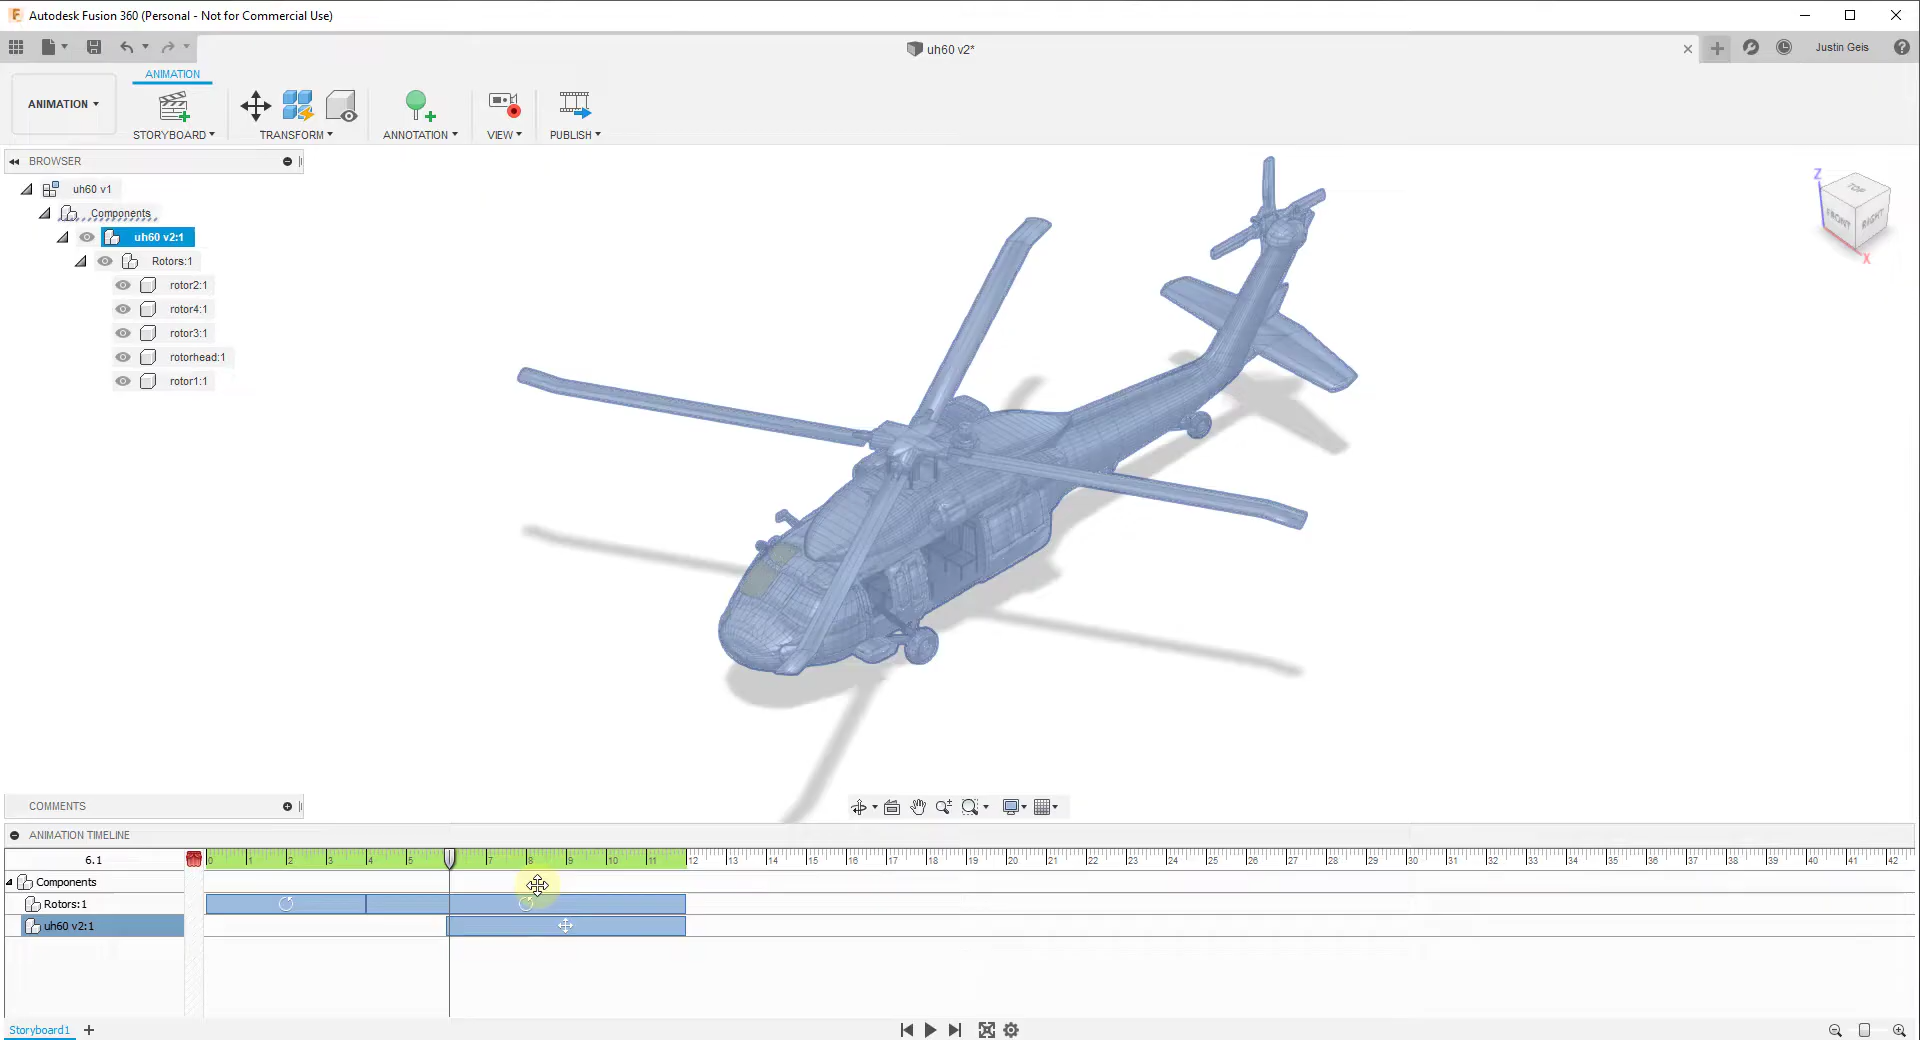 Autodesk Fusion 360 (Personal - Not for Commercial Use)
uh60 v2*
Justin Geis
ANIMATION
ANIMATION
STORYBOARD
TRANSFORM
ANNOTATION
VIEW
PUBLISH
BROWSER
uh60 v1
Components
uh60 v2:1
Rotors:1
rotor2:1
rotor4:1
rotor3:1
rotorhead:1
rotor1:1
Z
TOP
FRONT
RIGHT
X
COMMENTS
ANIMATION TIMELINE
6.1
0 1 2 3 4 5 7 8 9 10 11 12 13 14 15 16 17 18 19 20 21 22 23 24 25 26 27 28 29 30 31 32 33 34 35 36 37 38 39 40 41 42
Components
Rotors:1
uh60 v2:1
Storyboard1